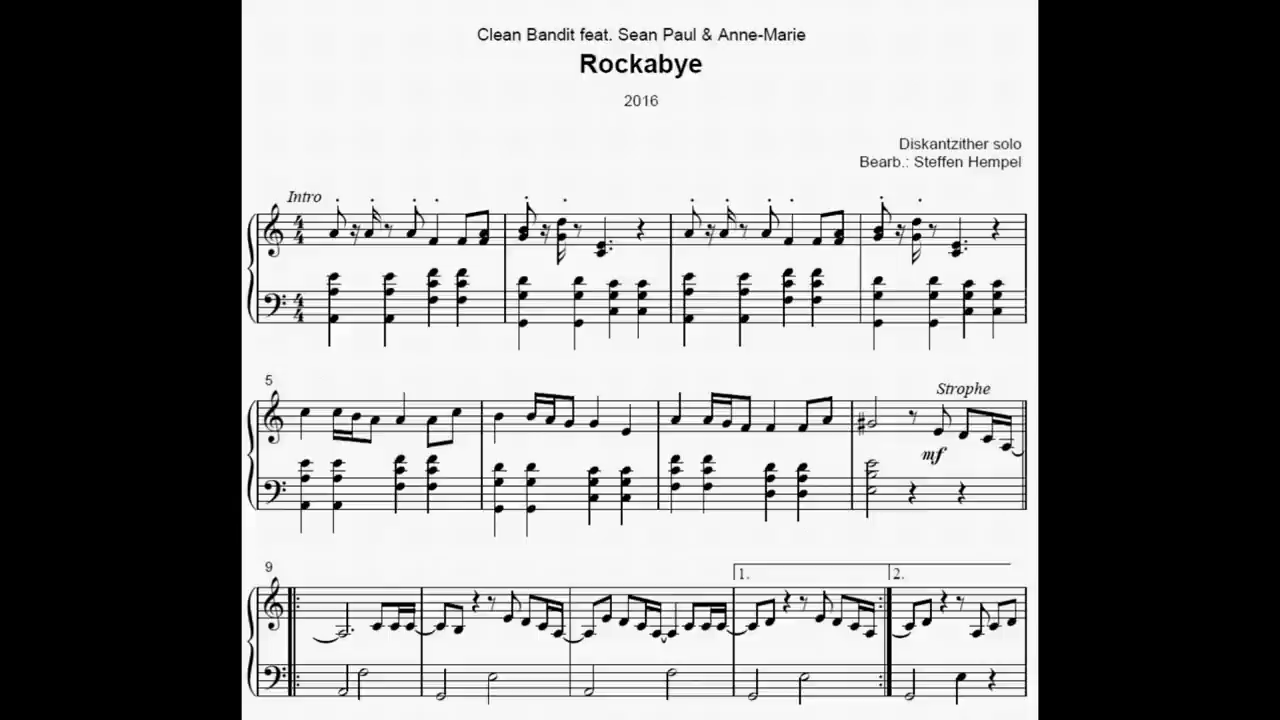 Clean Bandit feat. Sean Paul & Anne-Marie
Rockabye
2016
Diskantzither solo
Bearb.: Steffen Hempel
Intro
4
4
4
4
5
Strophe
mf
9
1.
2.